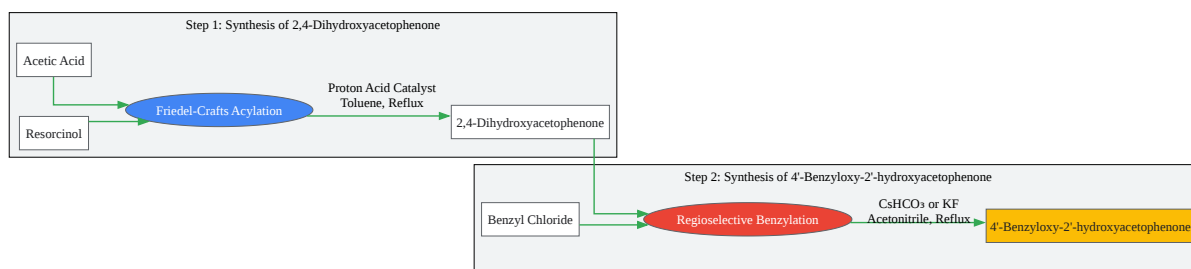 Step 1: Synthesis of 2,4-Dihydroxyacetophenone
Acetic Acid
Resorcinol
Friedel-Crafts Acylation
Proton Acid Catalyst
Toluene, Reflux
2,4-Dihydroxyacetophenone
Step 2: Synthesis of 4'-Benzyloxy-2'-hydroxyacetophenone
Benzyl Chloride
Regioselective Benzylation
CsHCO₃ or KF
Acetonitrile, Reflux
4'-Benzyloxy-2'-hydroxyacetophenone